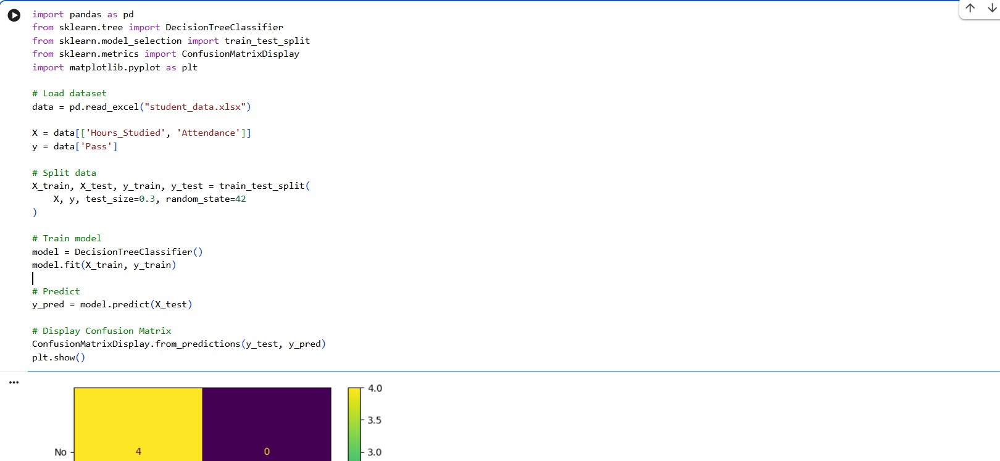 import pandas as pd
from sklearn.tree import DecisionTreeClassifier
from sklearn.model_selection import train_test_split
from sklearn.metrics import ConfusionMatrixDisplay
import matplotlib.pyplot as plt
# Load dataset
data = pd.read_excel("student_data.xlsx")
X = data[['Hours_Studied', 'Attendance']]
y = data['Pass']
# Split data
X_train, X_test, y_train, y_test = train_test_split(
    X, y, test_size=0.3, random_state=42
)
# Train model
model = DecisionTreeClassifier()
model.fit(X_train, y_train)
# Predict
y_pred = model.predict(X_test)
# Display Confusion Matrix
ConfusionMatrixDisplay.from_predictions(y_test, y_pred)
plt.show()
4.0
3.5
No 4 0 3.0